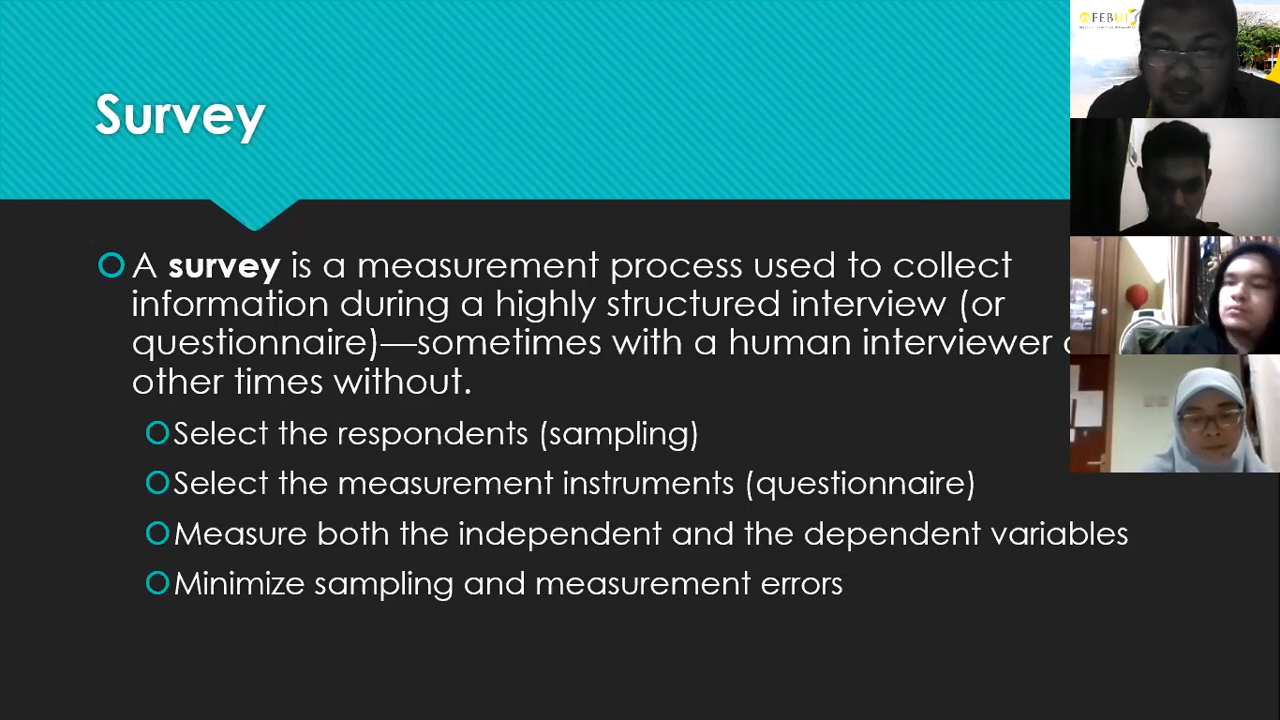 FEBUI
Survey
A survey is a measurement process used to collect
information during a highly structured interview (or
questionnaire)—sometimes with a human interviewer
other times without.
Select the respondents (sampling)
Select the measurement instruments (questionnaire)
Measure both the independent and the dependent variables
Minimize sampling and measurement errors